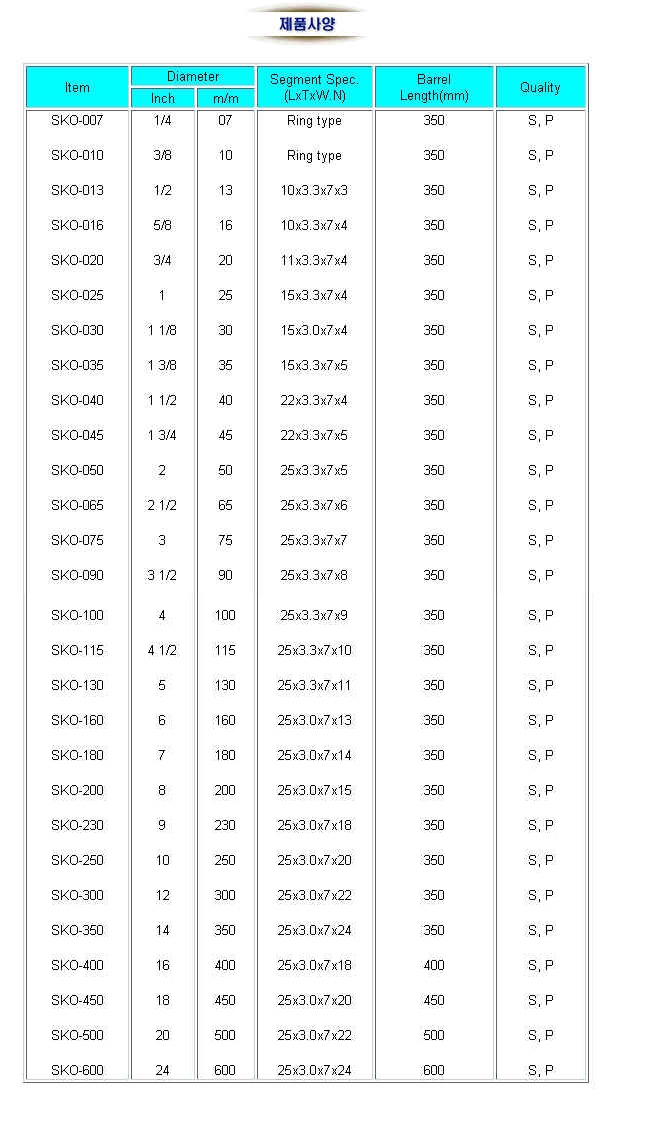 제품사양
Item Diameter Segment Spec. (LxTxW.N) Barrel Length(mm) Quality
Inch m/m
SKO-007 1/4 07 Ring type 350 S, P
SKO-010 3/8 10 Ring type 350 S, P
SKO-013 1/2 13 10x3.3x7x3 350 S, P
SKO-016 5/8 16 10x3.3x7x4 350 S, P
SKO-020 3/4 20 11x3.3x7x4 350 S, P
SKO-025 1 25 15x3.3x7x4 350 S, P
SKO-030 1 1/8 30 15x3.0x7x4 350 S, P
SKO-035 1 3/8 35 15x3.3x7x5 350 S, P
SKO-040 1 1/2 40 22x3.3x7x4 350 S, P
SKO-045 1 3/4 45 22x3.3x7x5 350 S, P
SKO-050 2 50 25x3.3x7x5 350 S, P
SKO-065 2 1/2 65 25x3.3x7x6 350 S, P
SKO-075 3 75 25x3.3x7x7 350 S, P
SKO-090 3 1/2 90 25x3.3x7x8 350 S, P
SKO-100 4 100 25x3.3x7x9 350 S, P
SKO-115 4 1/2 115 25x3.3x7x10 350 S, P
SKO-130 5 130 25x3.3x7x11 350 S, P
SKO-160 6 160 25x3.0x7x13 350 S, P
SKO-180 7 180 25x3.0x7x14 350 S, P
SKO-200 8 200 25x3.0x7x15 350 S, P
SKO-230 9 230 25x3.0x7x18 350 S, P
SKO-250 10 250 25x3.0x7x20 350 S, P
SKO-300 12 300 25x3.0x7x22 350 S, P
SKO-350 14 350 25x3.0x7x24 350 S, P
SKO-400 16 400 25x3.0x7x18 400 S, P
SKO-450 18 450 25x3.0x7x20 450 S, P
SKO-500 20 500 25x3.0x7x22 500 S, P
SKO-600 24 600 25x3.0x7x24 600 S, P